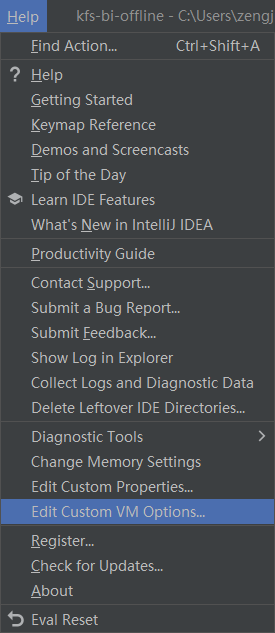 Help kfs-bi-offline - C:\Users\zengj
Find Action... Ctrl+Shift+A
Help
Getting Started
Keymap Reference
Demos and Screencasts
Tip of the Day
Learn IDE Features
What's New in IntelliJ IDEA
Productivity Guide
Contact Support...
Submit a Bug Report...
Submit Feedback...
Show Log in Explorer
Collect Logs and Diagnostic Data
Delete Leftover IDE Directories...
Diagnostic Tools
Change Memory Settings
Edit Custom Properties...
Edit Custom VM Options...
Register...
Check for Updates...
About
Eval Reset